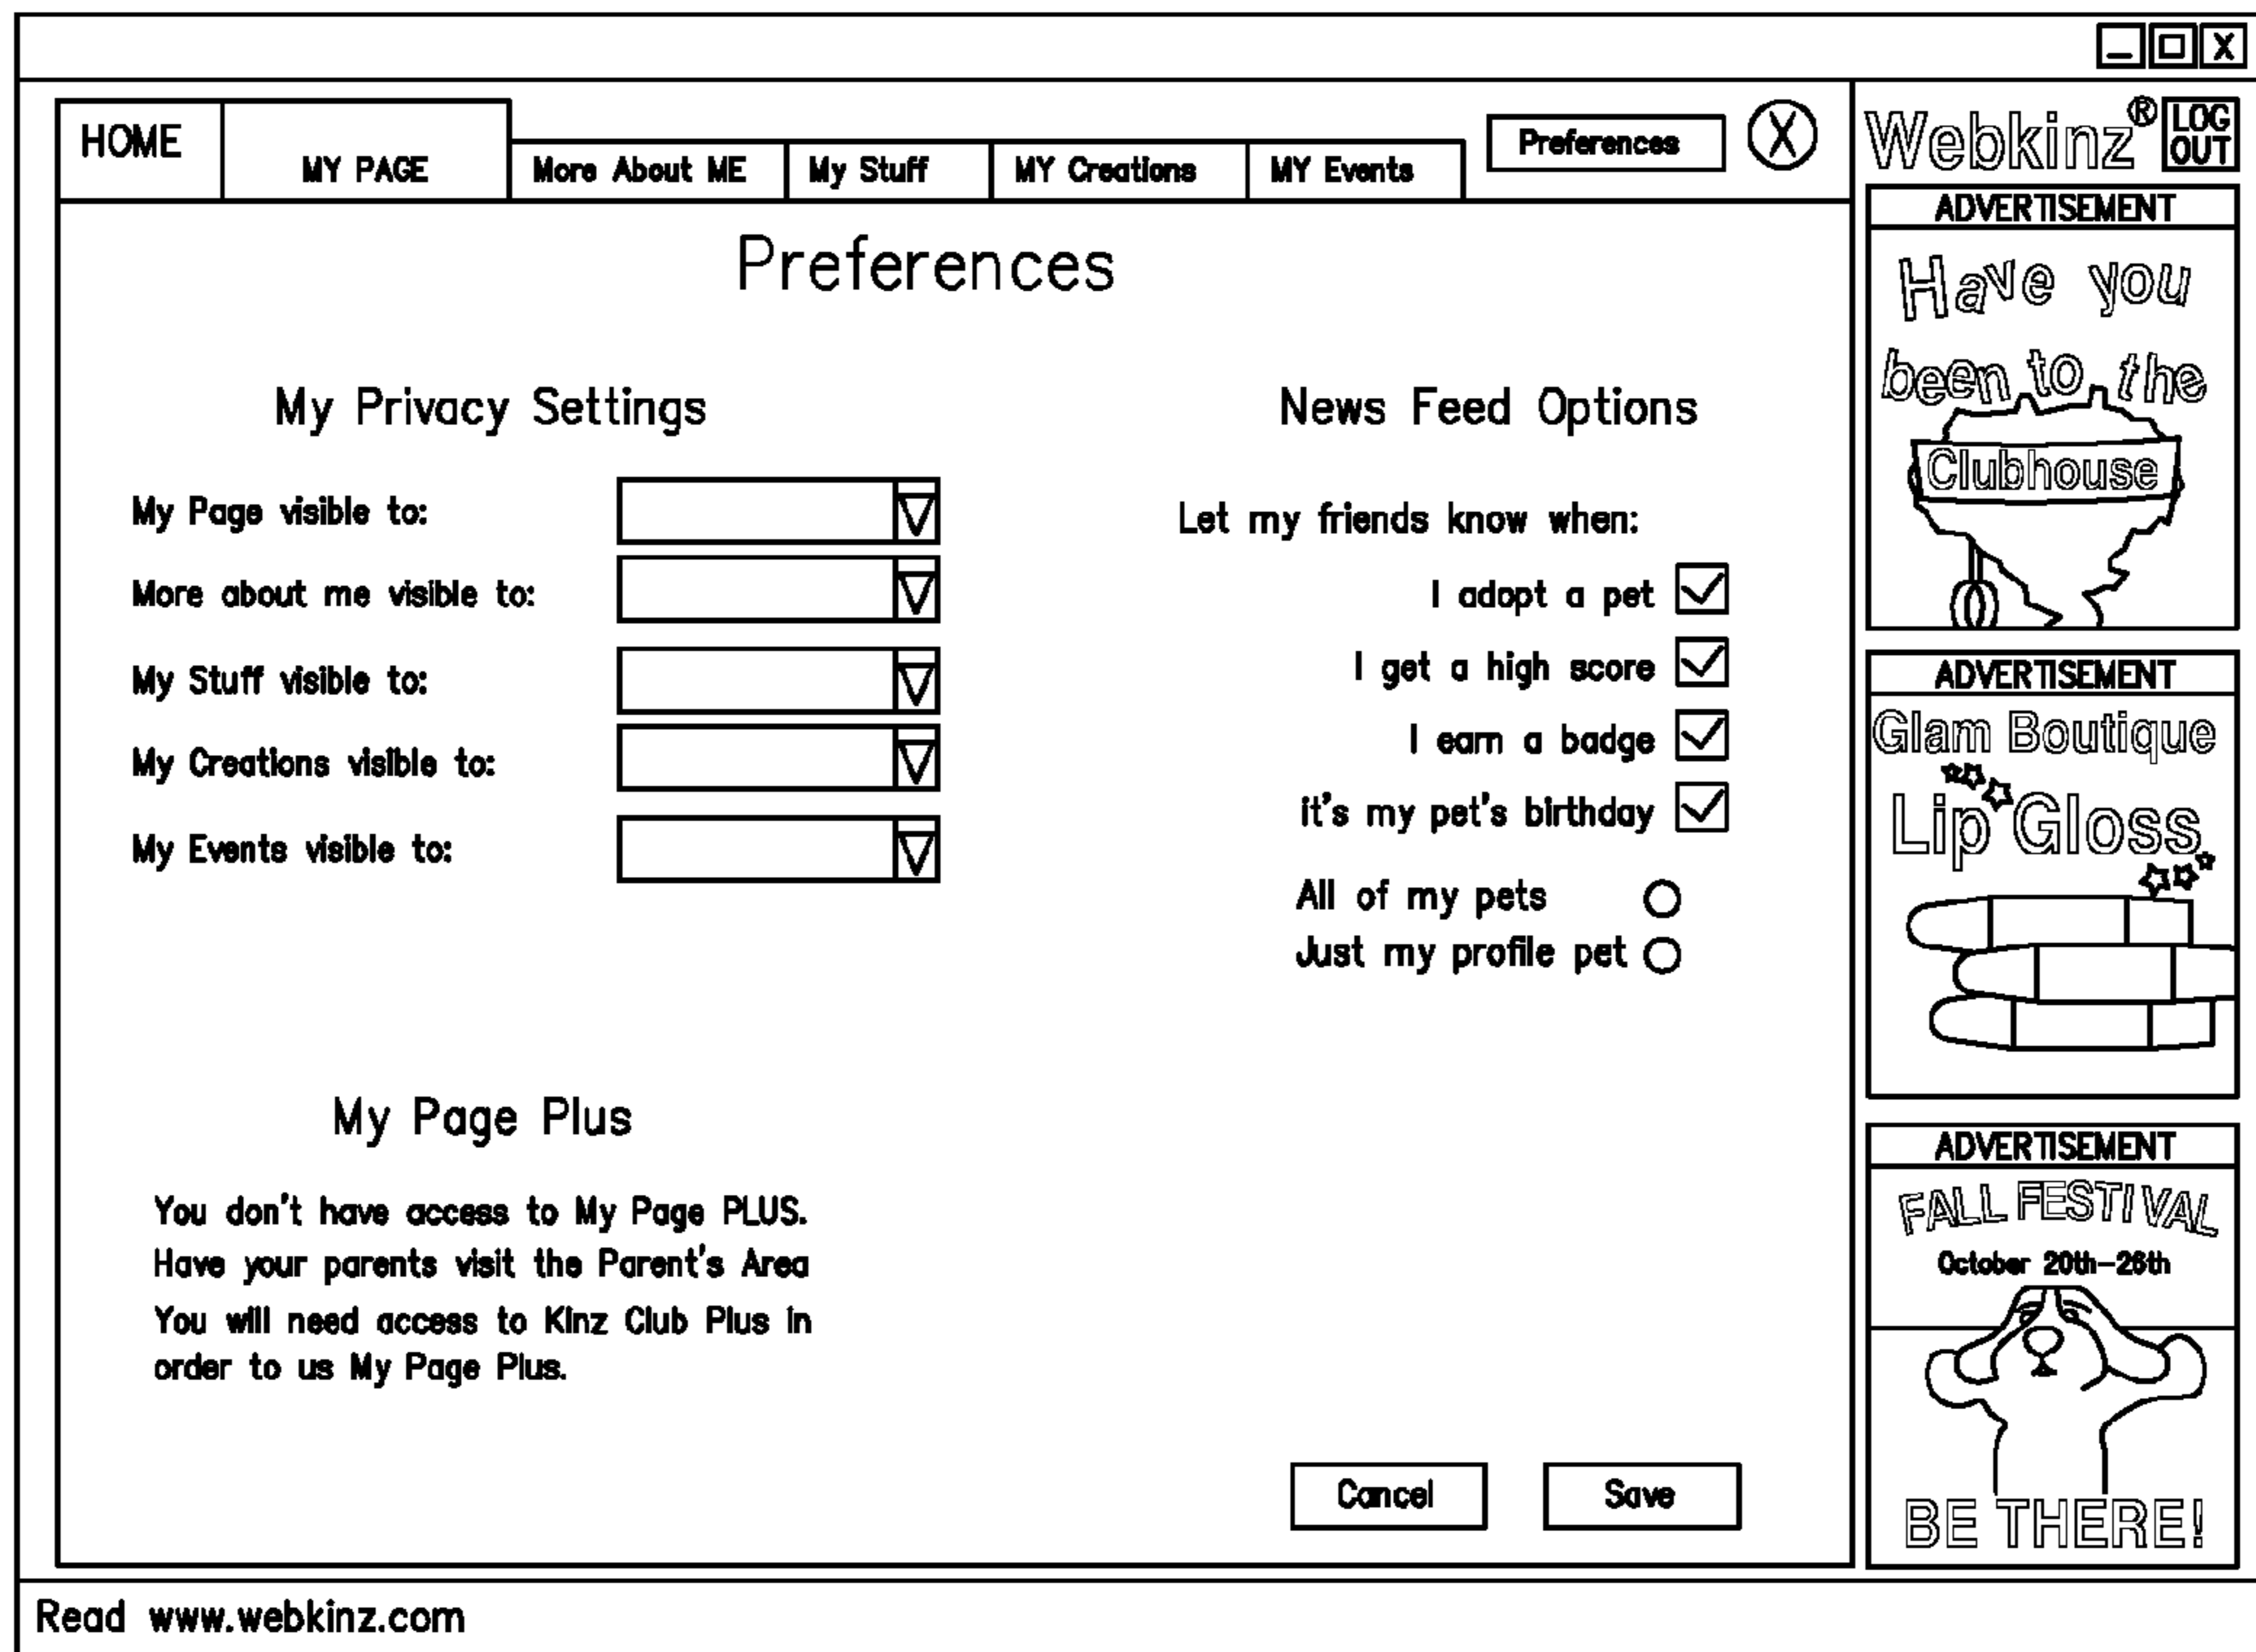 HOME
MY PAGE
More About ME
My Stuff
MY Creations
MY Events
Preferences
X
Webkinz®
LOG
OUT
Preferences
My Privacy Settings
My Page visible to:
More about me visible to:
My Stuff visible to:
My Creations visible to:
My Events visible to:
News Feed Options
Let my friends know when:
I adopt a pet
I get a high score
I earn a badge
it's my pet's birthday
All of my pets
Just my profile pet
My Page Plus
You don't have access to My Page PLUS.
Have your parents visit the Parent's Area
You will need access to Kinz Club Plus in
order to us My Page Plus.
Cancel
Save
ADVERTISEMENT
Have you
been to the
Clubhouse
ADVERTISEMENT
Glam Boutique
Lip Gloss
ADVERTISEMENT
FALL FESTIVAL
October 20th-26th
BE THERE!
Read www.webkinz.com